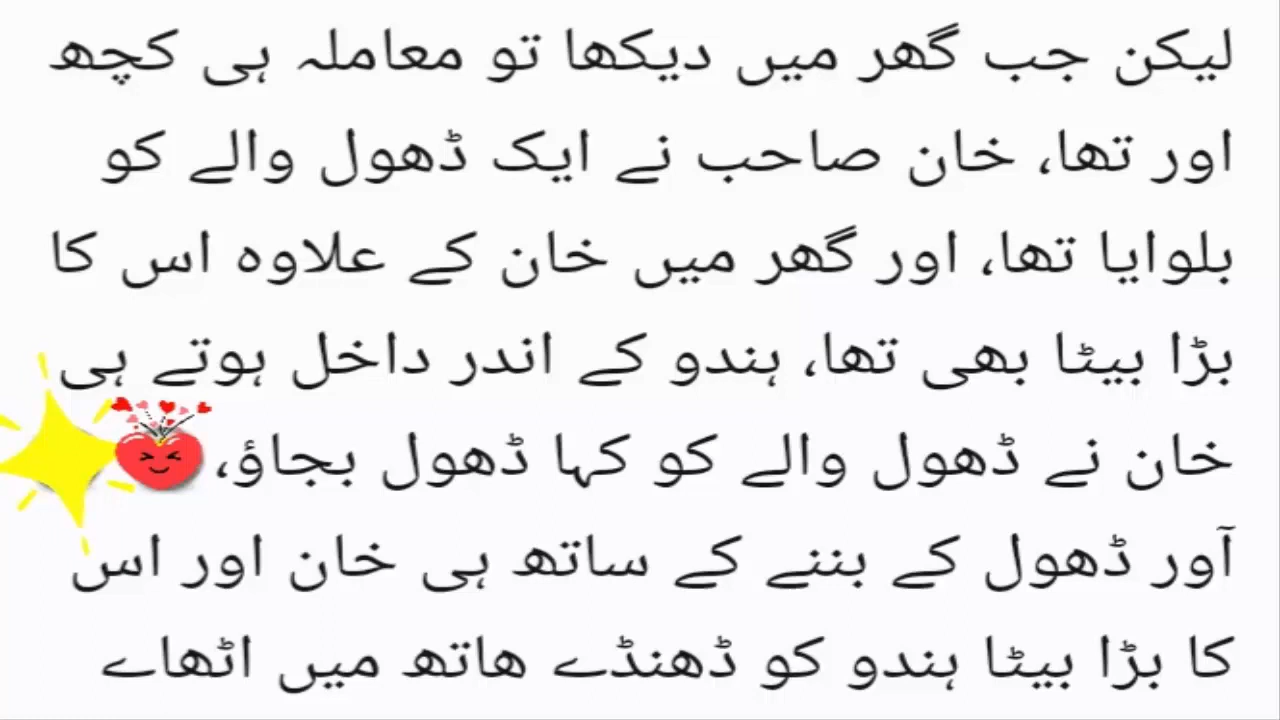 لیکن جب گھر میں دیکھا تو معاملہ ہی کچھ
اور تھا، خان صاحب نے ایک ڈھول والے کو
بلوایا تھا، اور گھر میں خان کے علاوہ اس کا
بڑا بیٹا بھی تھا، ہندو کے اندر داخل ہوتے ہی
خان نے ڈھول والے کو کہا ڈھول بجاؤ،
آور ڈھول کے بننے کے ساتھ ہی خان اور اس
کا بڑا بیٹا ہندو کو ڈھنڈے ھاتھ میں اٹھاے